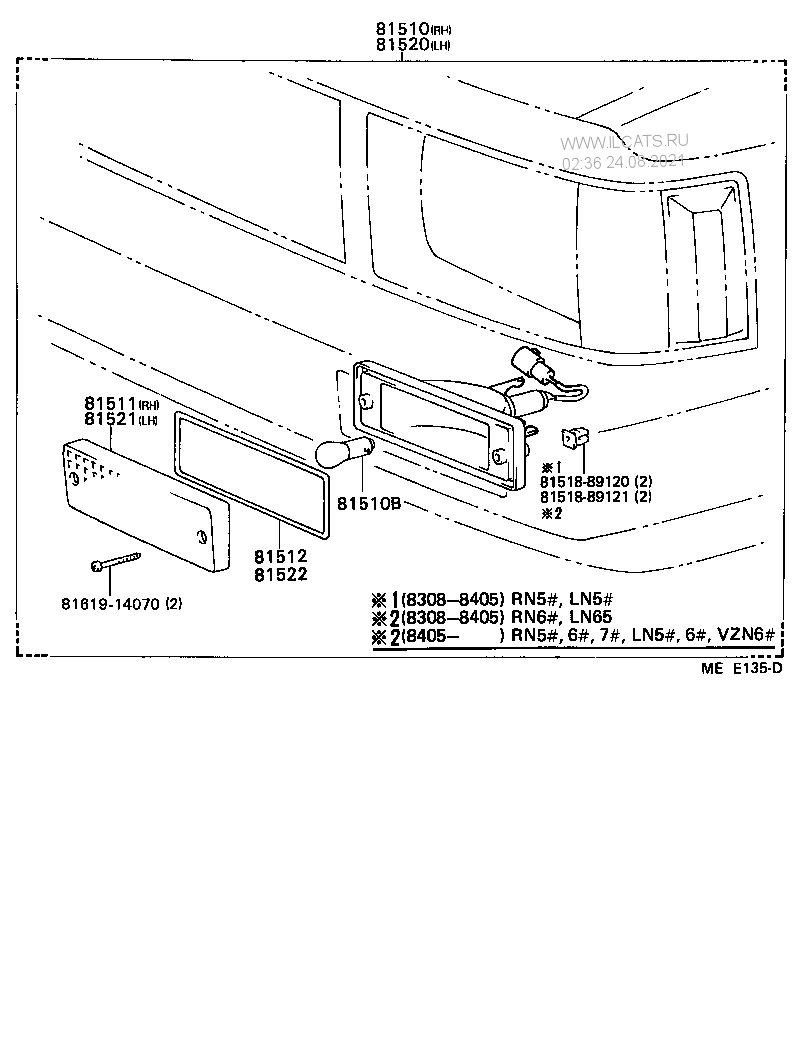 81510(RH)
81520(LH)
WWW.ILCATS.RU
02:36 24.08.2021
81511(RH)
81521(LH)
81510B
※1
81518-89120 (2)
81518-89121 (2)
※2
81512
81522
81619-14070 (2)
※1(8308-8405) RN5#, LN5#
※2(8308-8405) RN6#, LN65
※2(8405- ) RN5#, 6#, 7#, LN5#, 6#, VZN6#
ME E135-D